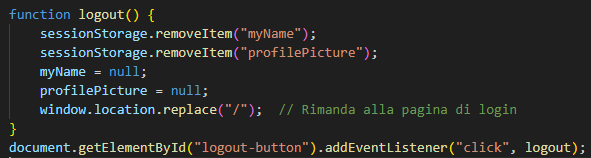 function logout() {
    sessionStorage.removeItem("myName");
    sessionStorage.removeItem("profilePicture");
    myName = null;
    profilePicture = null;
    window.location.replace("/");  // Rimanda alla pagina di login
}
document.getElementById("logout-button").addEventListener("click", logout);